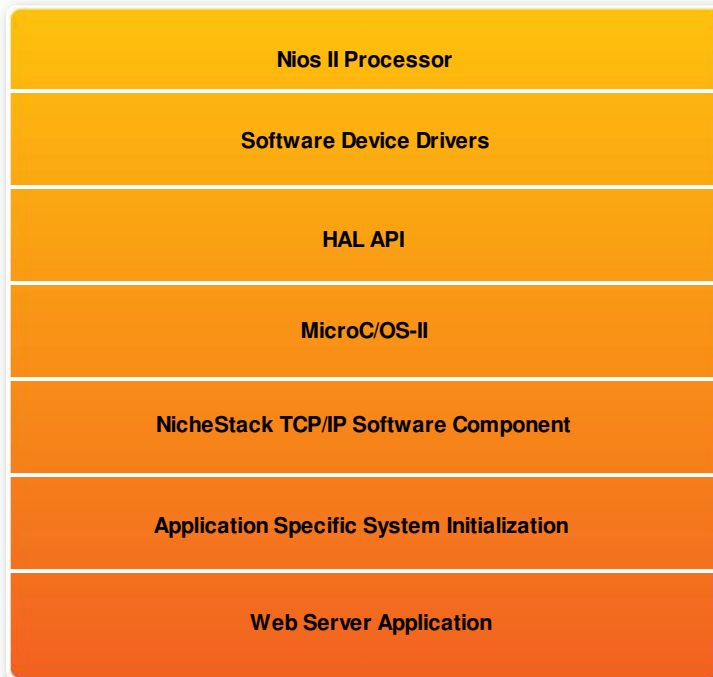 Nios II Processor
Software Device Drivers
HAL API
MicroC/OS-II
NicheStack TCP/IP Software Component
Application Specific System Initialization
Web Server Application